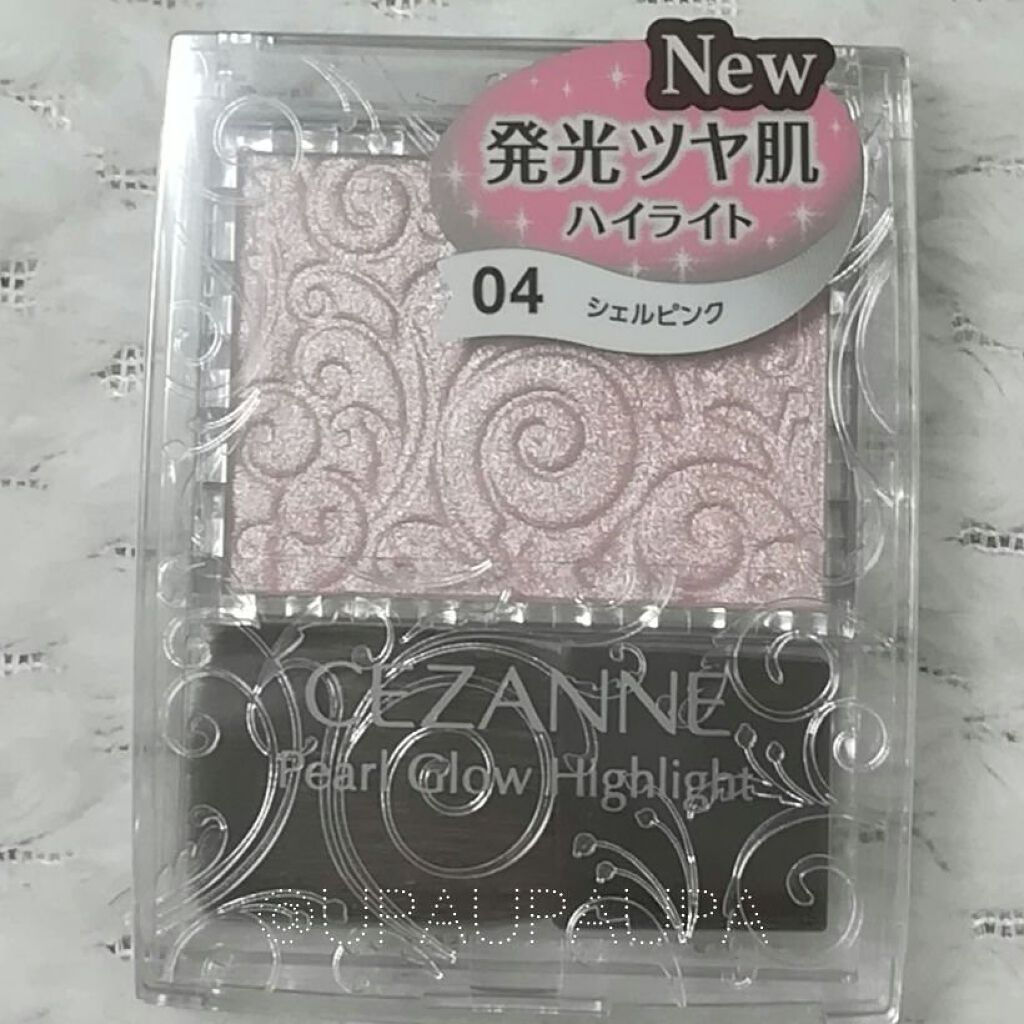 New
発光ツヤ肌
ハイライト
04 シェルピンク
CEZANNE
Pearl Glow Highlight
@URAURAURA